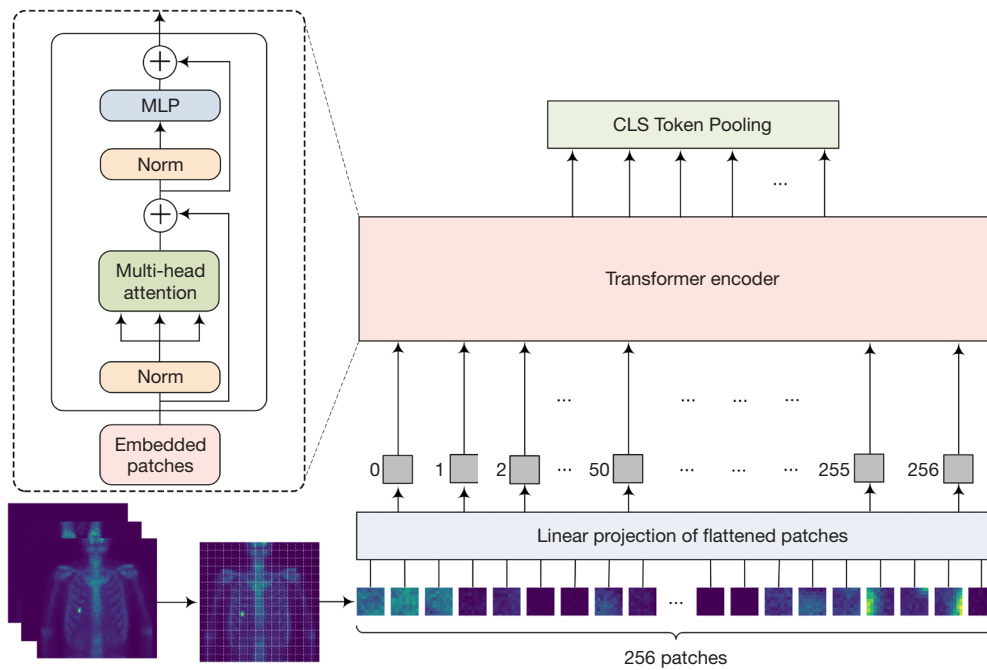 MLP
Norm
Multi-head
attention
Norm
Embedded
patches
CLS Token Pooling
...
Transformer encoder
... ... ... ...
0 1 2 ... 50 ... ... ... 255 256
Linear projection of flattened patches
...
256 patches